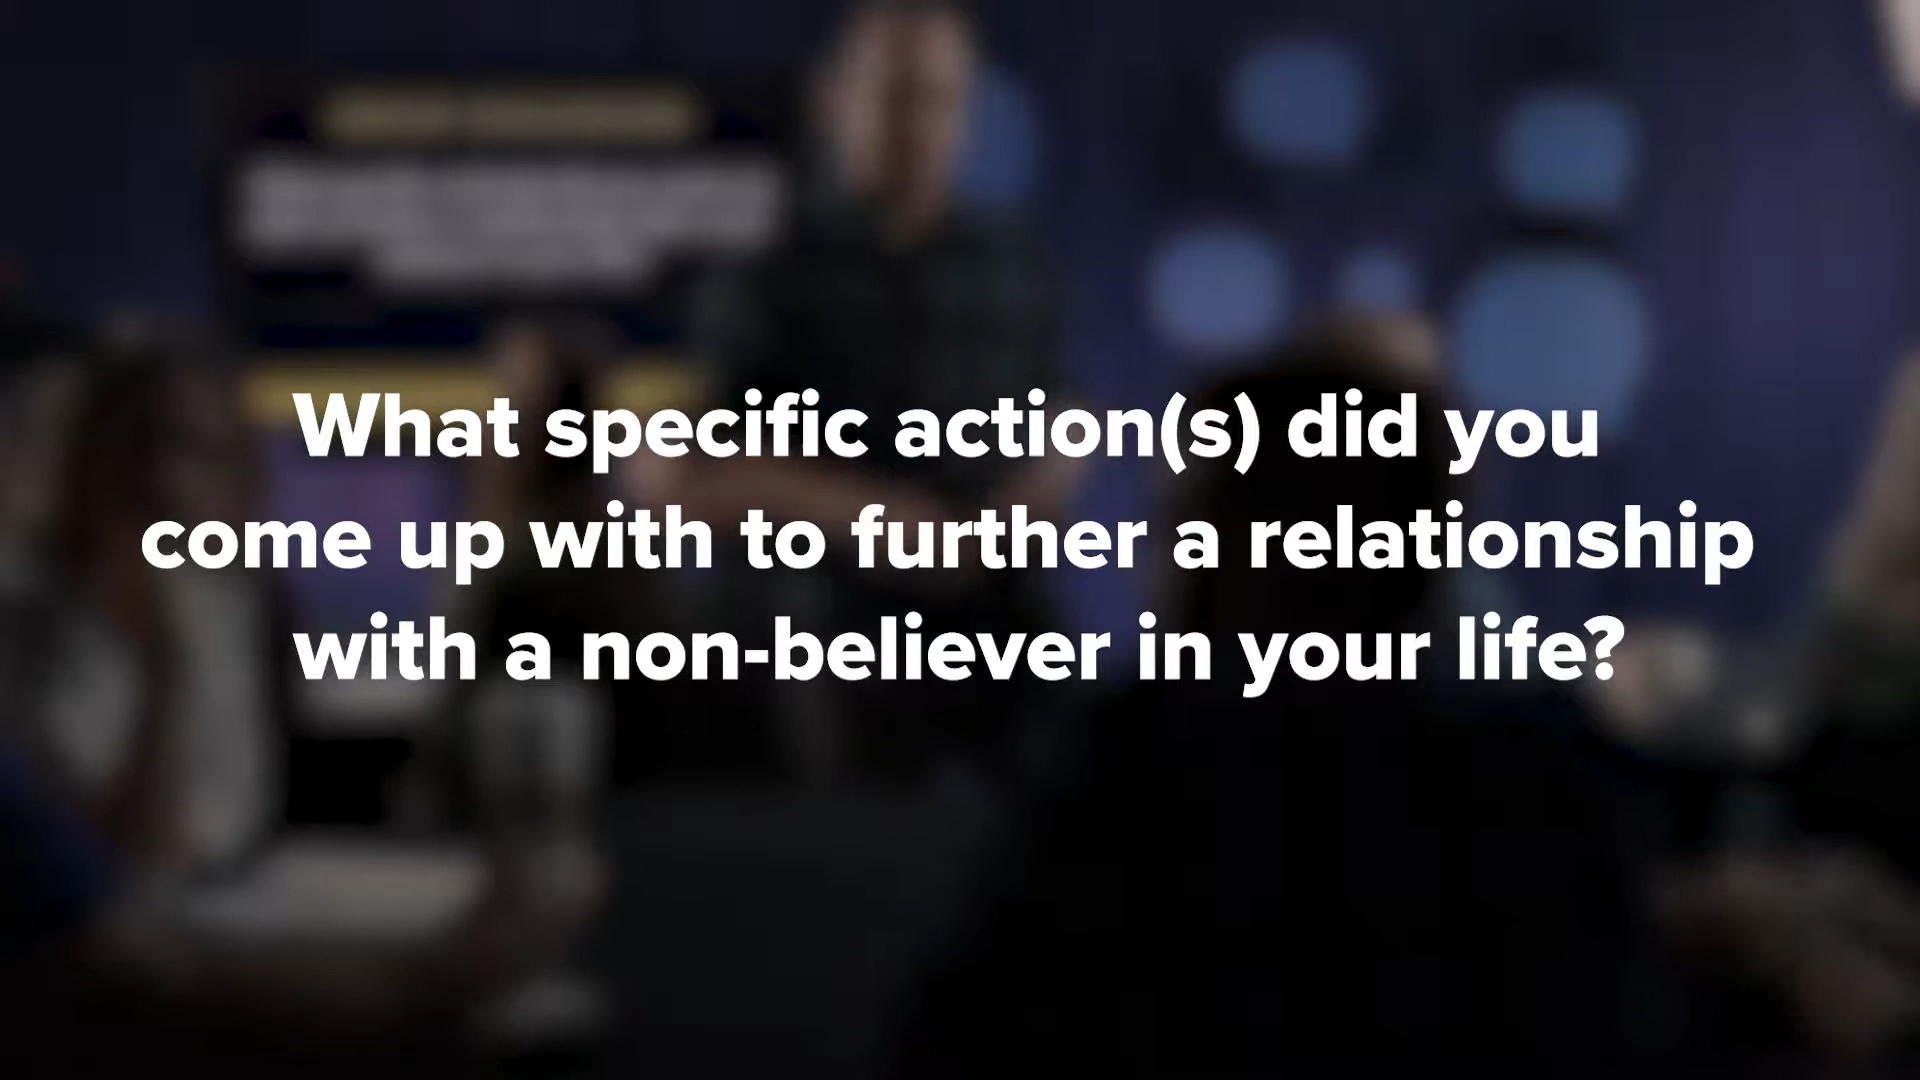 What specific action(s) did you
come up with to further a relationship
with a non-believer in your life?